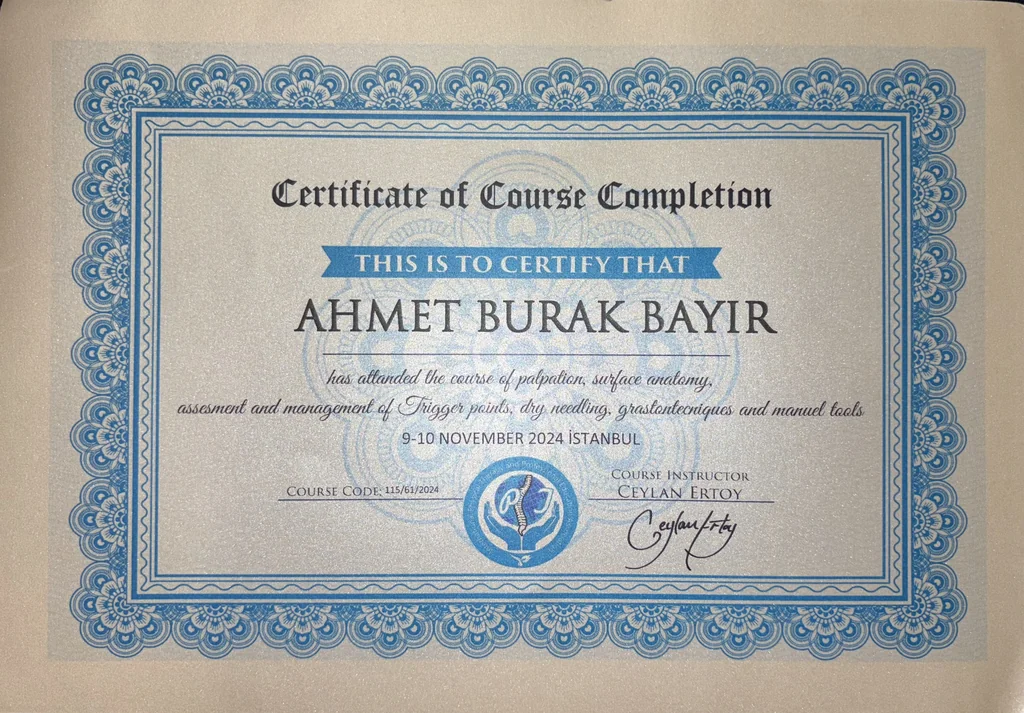 Certificate of Course Completion
THIS IS TO CERTIFY THAT
AHMET BURAK BAYIR
has attanded the course of palpation, surface anatomy,
assesment and management of Trigger points, dry needling, grastontecniques and manuel tools
9-10 NOVEMBER 2024 İSTANBUL
COURSE CODE: 115/61/2024
COURSE INSTRUCTOR
CEYLAN ERTOY
Ceylan Ertoy